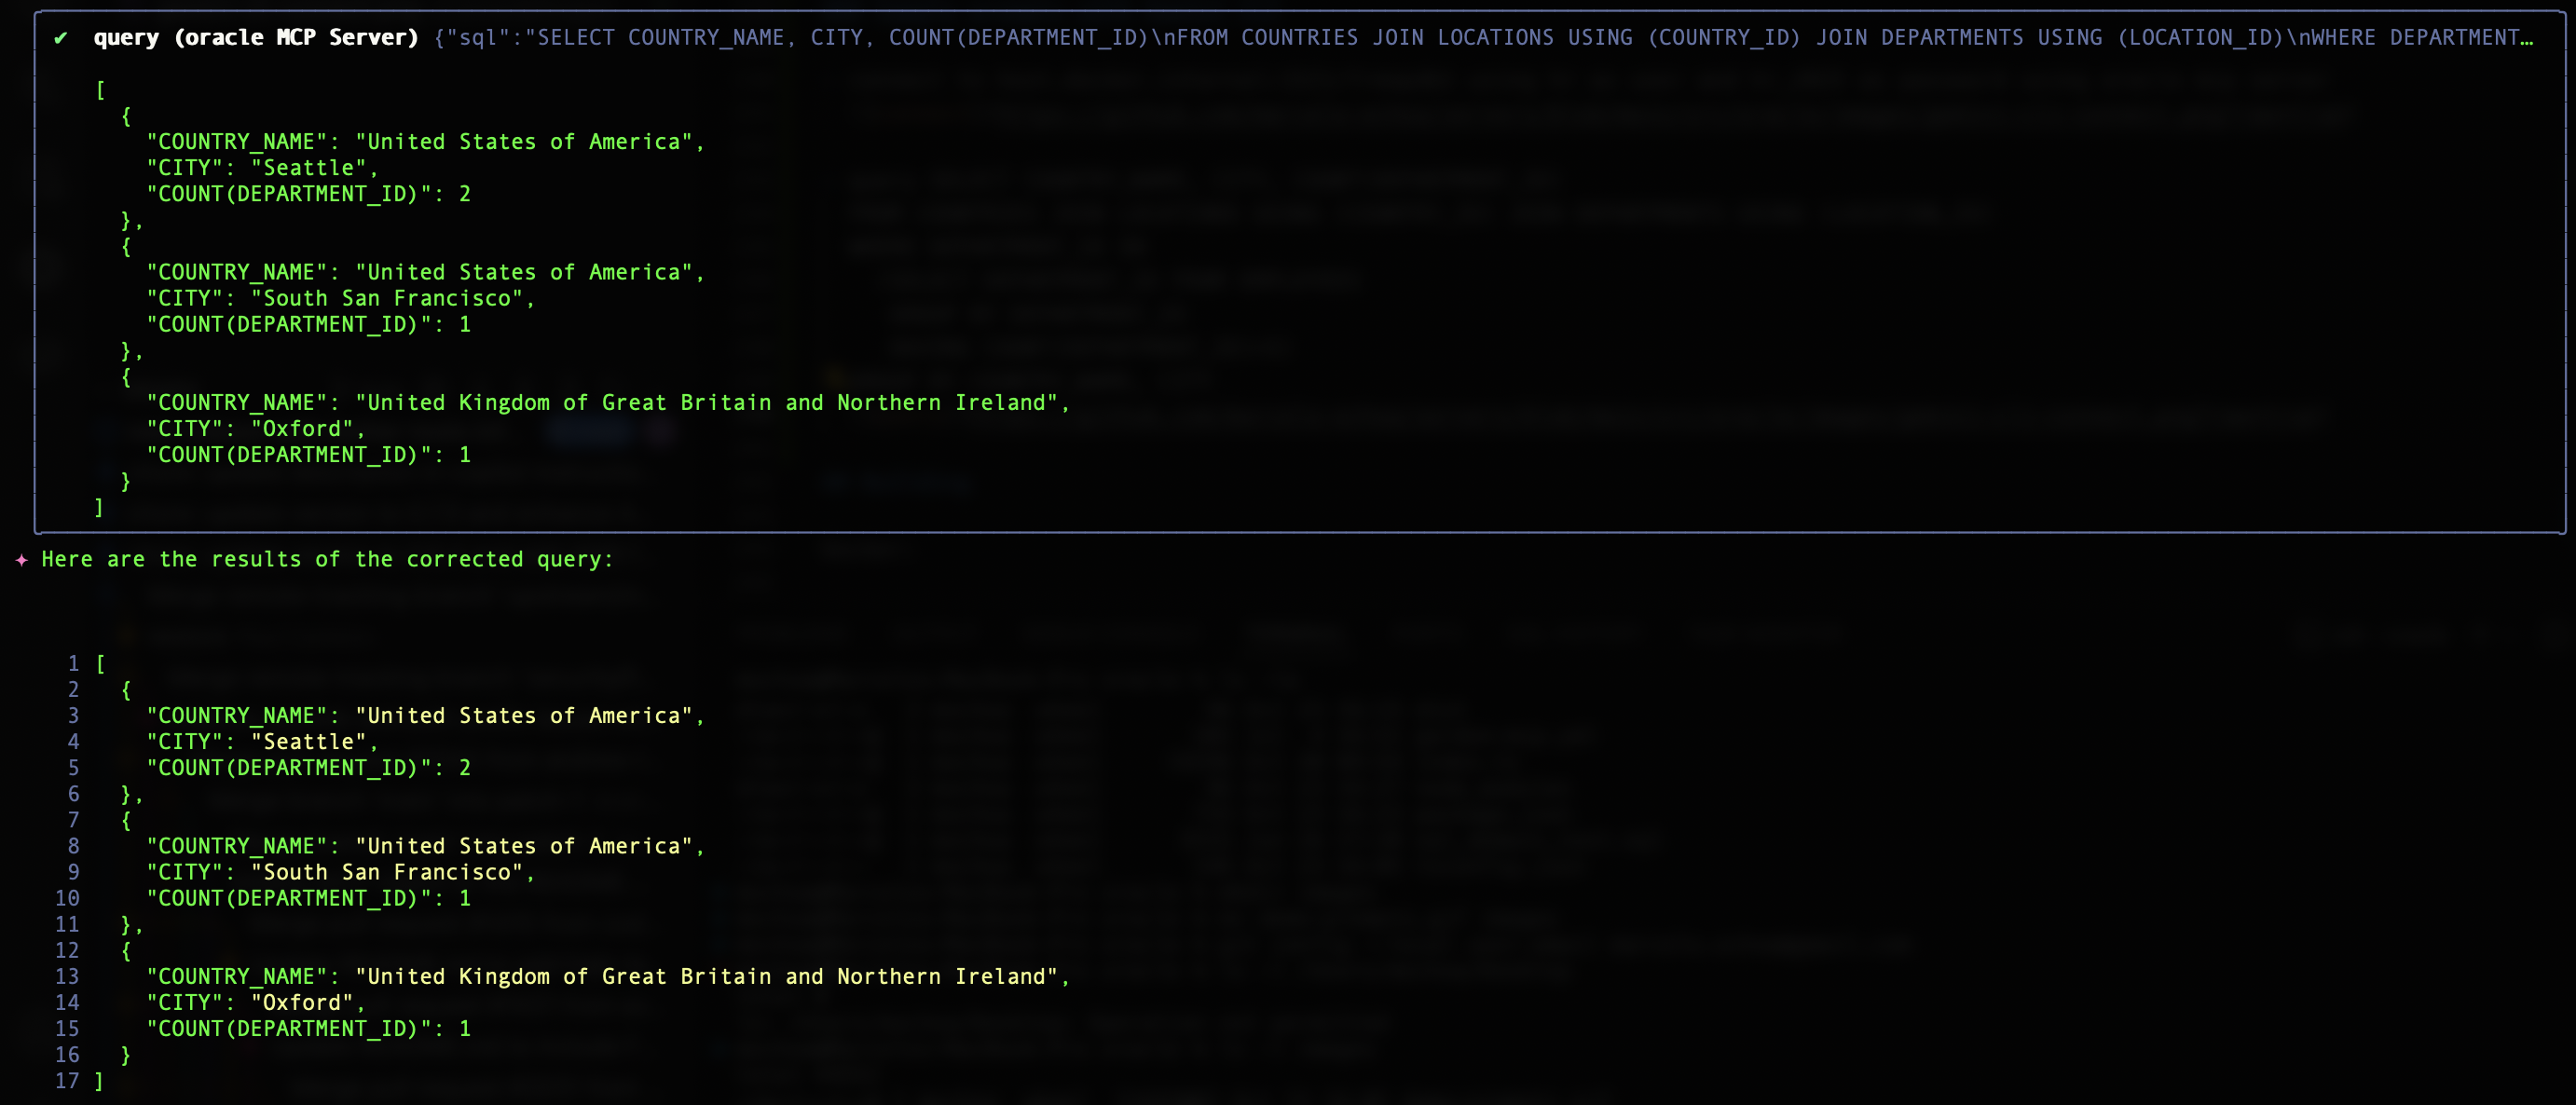 ✔ query (oracle MCP Server) {"sql":"SELECT COUNTRY_NAME, CITY, COUNT(DEPARTMENT_ID)\nFROM COUNTRIES JOIN LOCATIONS USING (COUNTRY_ID) JOIN DEPARTMENTS USING (LOCATION_ID)\nWHERE DEPARTMENT…
[
{
"COUNTRY_NAME": "United States of America",
"CITY": "Seattle",
"COUNT(DEPARTMENT_ID)": 2
},
{
"COUNTRY_NAME": "United States of America",
"CITY": "South San Francisco",
"COUNT(DEPARTMENT_ID)": 1
},
{
"COUNTRY_NAME": "United Kingdom of Great Britain and Northern Ireland",
"CITY": "Oxford",
"COUNT(DEPARTMENT_ID)": 1
}
]
✦ Here are the results of the corrected query:
1 [
2 {
3 "COUNTRY_NAME": "United States of America",
4 "CITY": "Seattle",
5 "COUNT(DEPARTMENT_ID)": 2
6 },
7 {
8 "COUNTRY_NAME": "United States of America",
9 "CITY": "South San Francisco",
10 "COUNT(DEPARTMENT_ID)": 1
11 },
12 {
13 "COUNTRY_NAME": "United Kingdom of Great Britain and Northern Ireland",
14 "CITY": "Oxford",
15 "COUNT(DEPARTMENT_ID)": 1
16 }
17 ]